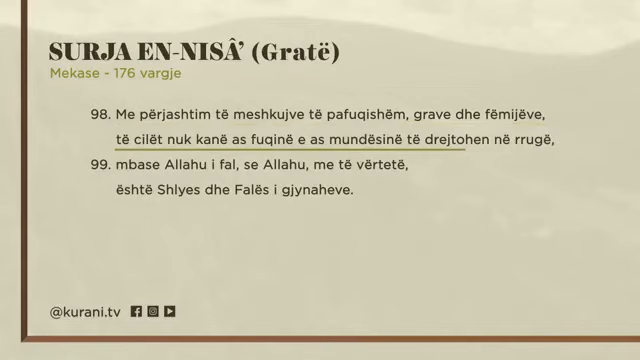 SURJA EN-NISÂ’ (Gratë)
Mekase - 176 vargje
98. Me përjashtim të meshkujve të pafuqishëm, grave dhe fëmijëve,
të cilët nuk kanë as fuqinë e as mundësinë të drejtohen në rrugë,
99. mbase Allahu i fal, se Allahu, me të vërtetë,
është Shlyes dhe Falës i gjynaheve.
@kurani.tv